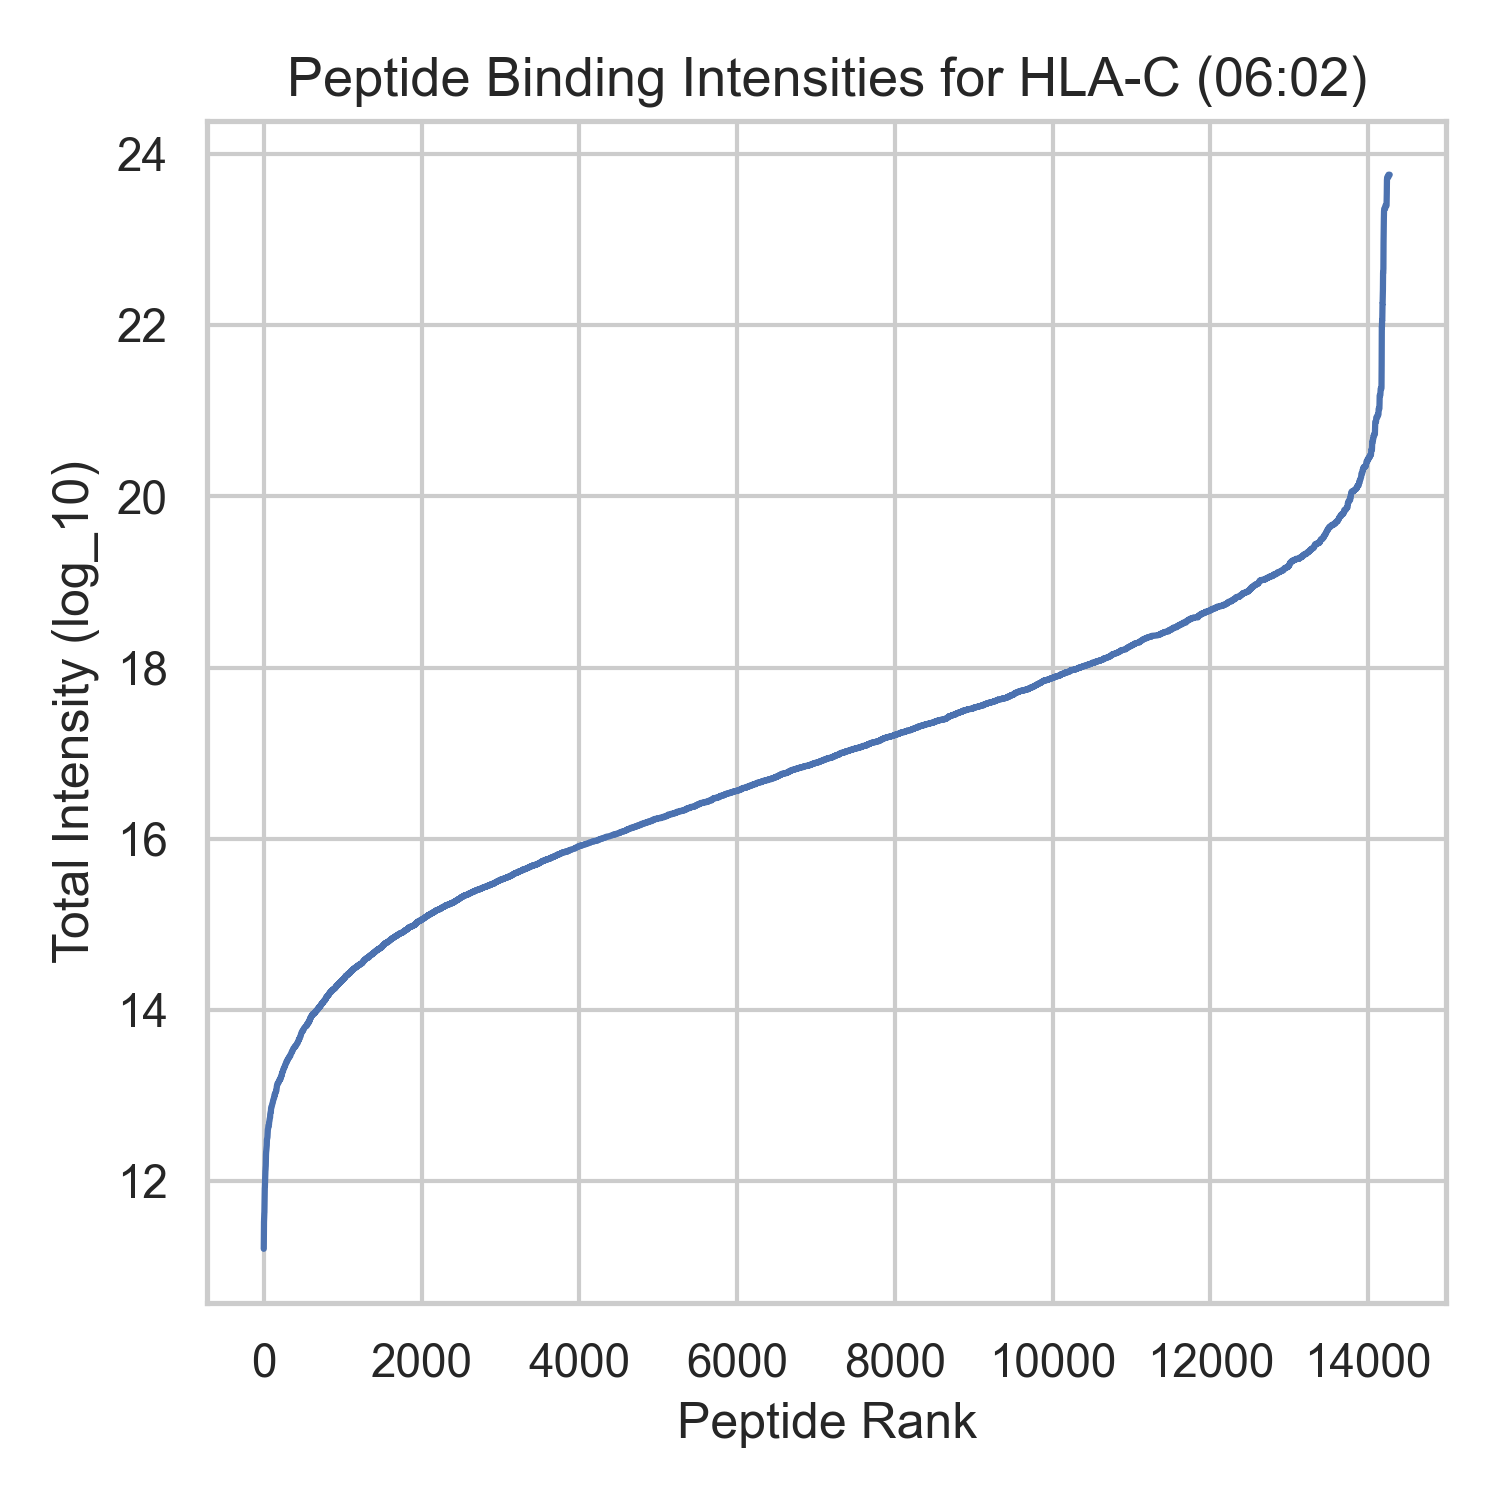 Peptide Binding Intensities for HLA-C (06:02)
24
22
20
18
16
14
12
Total Intensity (log_10)
0 2000 4000 6000 8000 10000 12000 14000
Peptide Rank